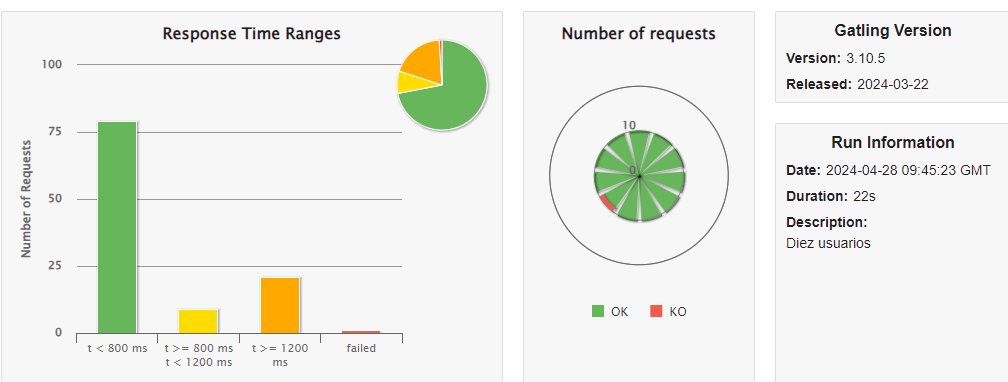 Response Time Ranges
Number of Requests
100
75
50
25
0
t < 800 ms
t >= 800 ms
t < 1200 ms
t >= 1200
ms
failed
Number of requests
10
0
OK
KO
Gatling Version
Version: 3.10.5
Released: 2024-03-22
Run Information
Date: 2024-04-28 09:45:23 GMT
Duration: 22s
Description:
Diez usuarios